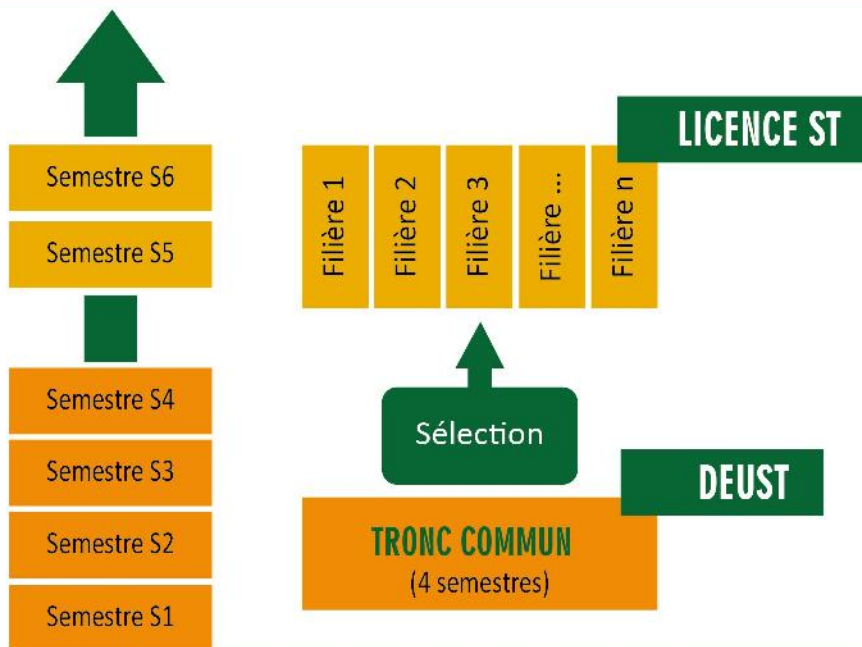 Semestre S6
Semestre S5
Semestre S4
Semestre S3
Semestre S2
Semestre S1
LICENCE ST
Filière 1
Filière 2
Filière 3
Filière ...
Filière n
Sélection
DEUST
TRONC COMMUN
(4 semestres)